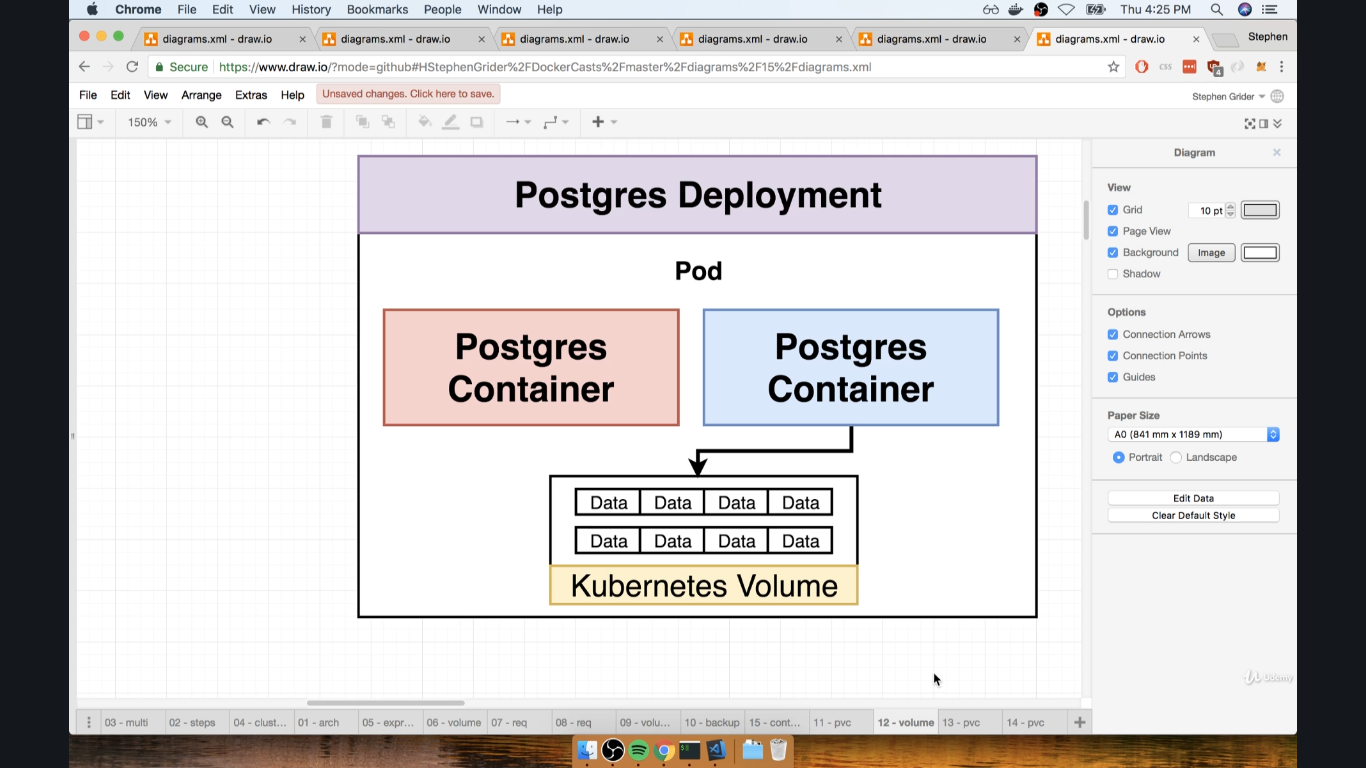 Chrome File Edit View History Bookmarks People Window Help Thu 4:25 PM
diagrams.xml - draw.io diagrams.xml - draw.io diagrams.xml - draw.io diagrams.xml - draw.io diagrams.xml - draw.io diagrams.xml - draw.io Stephen
Secure https://www.draw.io/?mode=github#HStephenGrider%2FDockerCasts%2Fmaster%2Fdiagrams%2F15%2Fdiagrams.xml CSS 4
File Edit View Arrange Extras Help Unsaved changes. Click here to save. Stephen Grider
150%
Postgres Deployment
Pod
Postgres
Container
Postgres
Container
Data Data Data Data
Data Data Data Data
Kubernetes Volume
Diagram
View
Grid 10 pt
Page View
Background Image
Shadow
Options
Connection Arrows
Connection Points
Guides
Paper Size
A0 (841 mm x 1189 mm)
Portrait Landscape
Edit Data
Clear Default Style
Udemy
03 - multi 02 - steps 04 - clust... 01 - arch 05 - expr... 06 - volume 07 - req 08 - req 09 - volu... 10 - backup 15 - cont... 11 - pvc 12 - volume 13 - pvc 14 - pvc